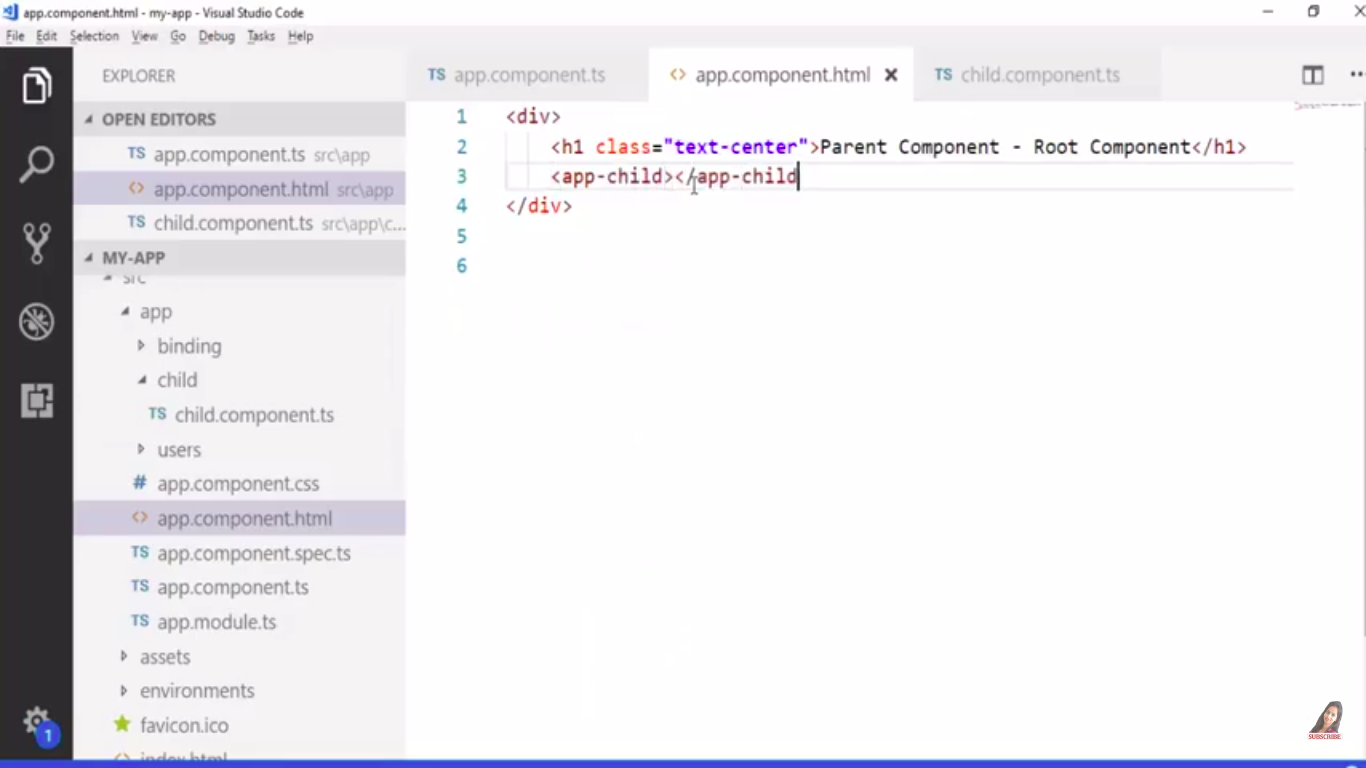 app.component.html - my-app - Visual Studio Code
File Edit Selection View Go Debug Tasks Help
EXPLORER
OPEN EDITORS
TS app.component.ts src\app
<> app.component.html src\app
TS child.component.ts src\app\c...
MY-APP
src
app
binding
child
TS child.component.ts
users
# app.component.css
<> app.component.html
TS app.component.spec.ts
TS app.component.ts
TS app.module.ts
assets
environments
favicon.ico
<> index.html
1
TS app.component.ts
<> app.component.html
TS child.component.ts
1 <div>
2 <h1 class="text-center">Parent Component - Root Component</h1>
3 <app-child></app-child
4 </div>
5
6
SUBSCRIBE